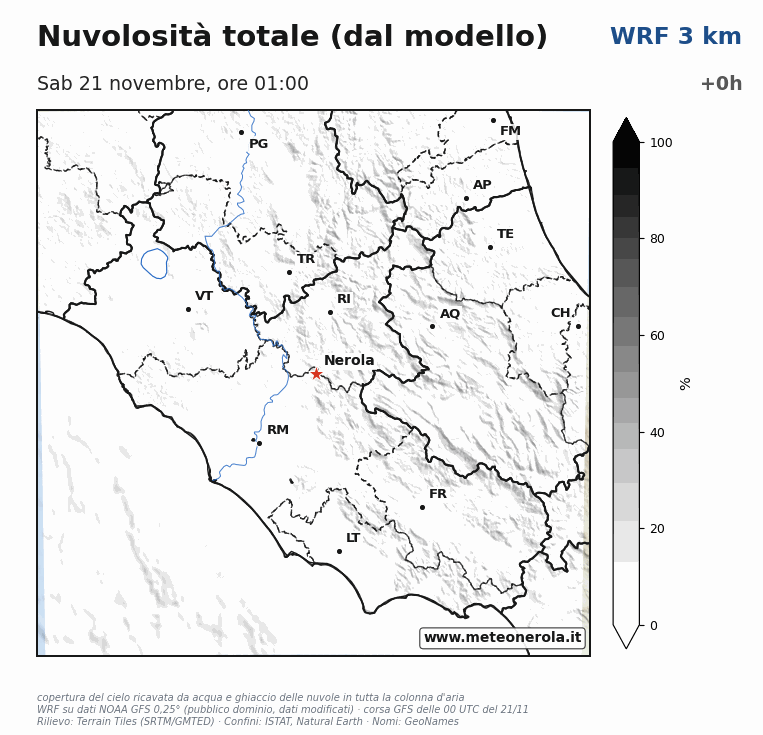 Nuvolosità totale (dal modello)
WRF 3 km
Sab 21 novembre, ore 01:00
+0h
FM
PG
AP
TE
TR
VT
RI
AQ
CH
Nerola
RM
FR
LT
www.meteonerola.it
100
80
60
40
20
0
%
copertura del cielo ricavata da acqua e ghiaccio delle nuvole in tutta la colonna d'aria
WRF su dati NOAA GFS 0,25° (pubblico dominio, dati modificati) · corsa GFS delle 00 UTC del 21/11
Rilievo: Terrain Tiles (SRTM/GMTED) · Confini: ISTAT, Natural Earth · Nomi: GeoNames